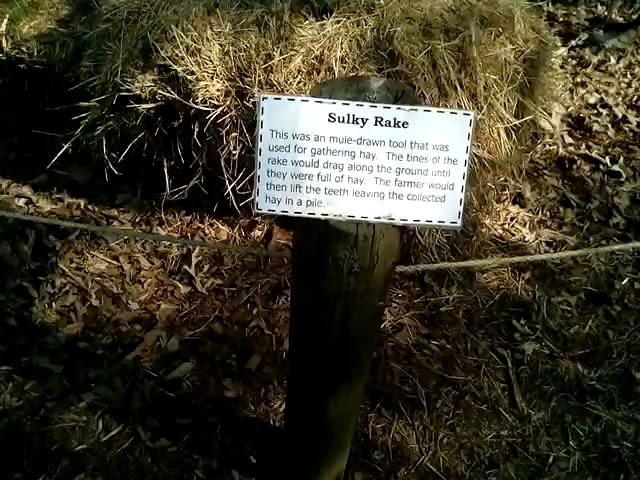 Sulky Rake
This was an mule-drawn tool that was
used for gathering hay. The tines of the
rake would drag along the ground until
they were full of hay. The farmer would
then lift the teeth leaving the collected
hay in a pile.